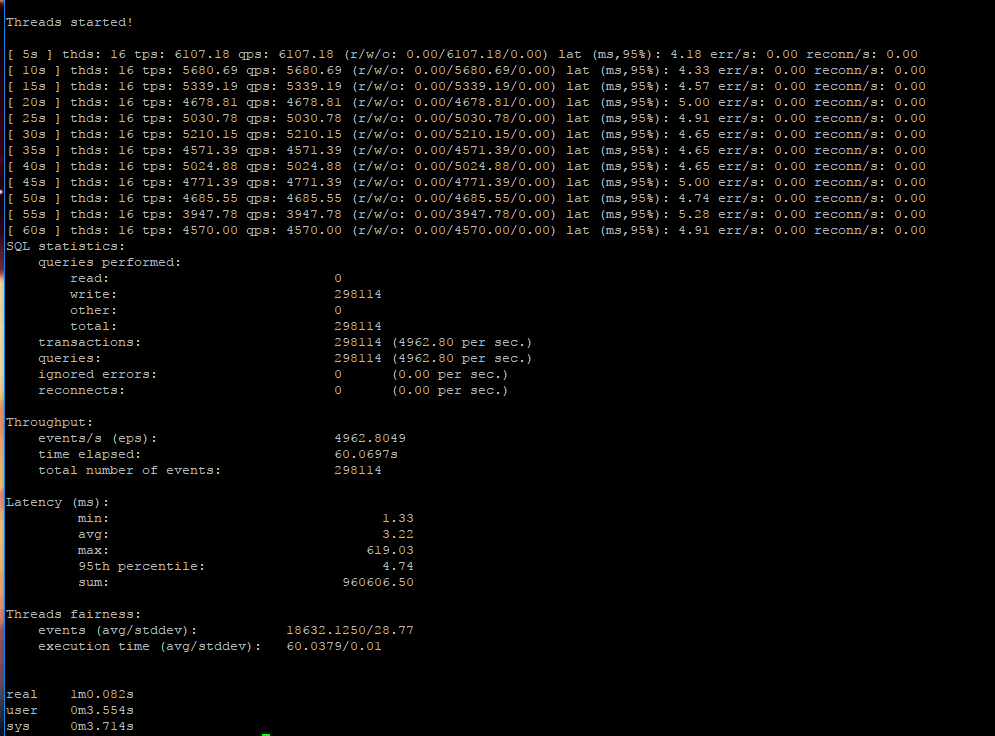 Threads started!
[ 5s ] thds: 16 tps: 6107.18 qps: 6107.18 (r/w/o: 0.00/6107.18/0.00) lat (ms,95%): 4.18 err/s: 0.00 reconn/s: 0.00
[ 10s ] thds: 16 tps: 5680.69 qps: 5680.69 (r/w/o: 0.00/5680.69/0.00) lat (ms,95%): 4.33 err/s: 0.00 reconn/s: 0.00
[ 15s ] thds: 16 tps: 5339.19 qps: 5339.19 (r/w/o: 0.00/5339.19/0.00) lat (ms,95%): 4.57 err/s: 0.00 reconn/s: 0.00
[ 20s ] thds: 16 tps: 4678.81 qps: 4678.81 (r/w/o: 0.00/4678.81/0.00) lat (ms,95%): 5.00 err/s: 0.00 reconn/s: 0.00
[ 25s ] thds: 16 tps: 5030.78 qps: 5030.78 (r/w/o: 0.00/5030.78/0.00) lat (ms,95%): 4.91 err/s: 0.00 reconn/s: 0.00
[ 30s ] thds: 16 tps: 5210.15 qps: 5210.15 (r/w/o: 0.00/5210.15/0.00) lat (ms,95%): 4.65 err/s: 0.00 reconn/s: 0.00
[ 35s ] thds: 16 tps: 4571.39 qps: 4571.39 (r/w/o: 0.00/4571.39/0.00) lat (ms,95%): 4.65 err/s: 0.00 reconn/s: 0.00
[ 40s ] thds: 16 tps: 5024.88 qps: 5024.88 (r/w/o: 0.00/5024.88/0.00) lat (ms,95%): 4.65 err/s: 0.00 reconn/s: 0.00
[ 45s ] thds: 16 tps: 4771.39 qps: 4771.39 (r/w/o: 0.00/4771.39/0.00) lat (ms,95%): 5.00 err/s: 0.00 reconn/s: 0.00
[ 50s ] thds: 16 tps: 4685.55 qps: 4685.55 (r/w/o: 0.00/4685.55/0.00) lat (ms,95%): 4.74 err/s: 0.00 reconn/s: 0.00
[ 55s ] thds: 16 tps: 3947.78 qps: 3947.78 (r/w/o: 0.00/3947.78/0.00) lat (ms,95%): 5.28 err/s: 0.00 reconn/s: 0.00
[ 60s ] thds: 16 tps: 4570.00 qps: 4570.00 (r/w/o: 0.00/4570.00/0.00) lat (ms,95%): 4.91 err/s: 0.00 reconn/s: 0.00
SQL statistics:
queries performed:
read: 0
write: 298114
other: 0
total: 298114
transactions: 298114 (4962.80 per sec.)
queries: 298114 (4962.80 per sec.)
ignored errors: 0 (0.00 per sec.)
reconnects: 0 (0.00 per sec.)
Throughput:
events/s (eps): 4962.8049
time elapsed: 60.0697s
total number of events: 298114
Latency (ms):
min: 1.33
avg: 3.22
max: 619.03
95th percentile: 4.74
sum: 960606.50
Threads fairness:
events (avg/stddev): 18632.1250/28.77
execution time (avg/stddev): 60.0379/0.01
real 1m0.082s
user 0m3.554s
sys 0m3.714s